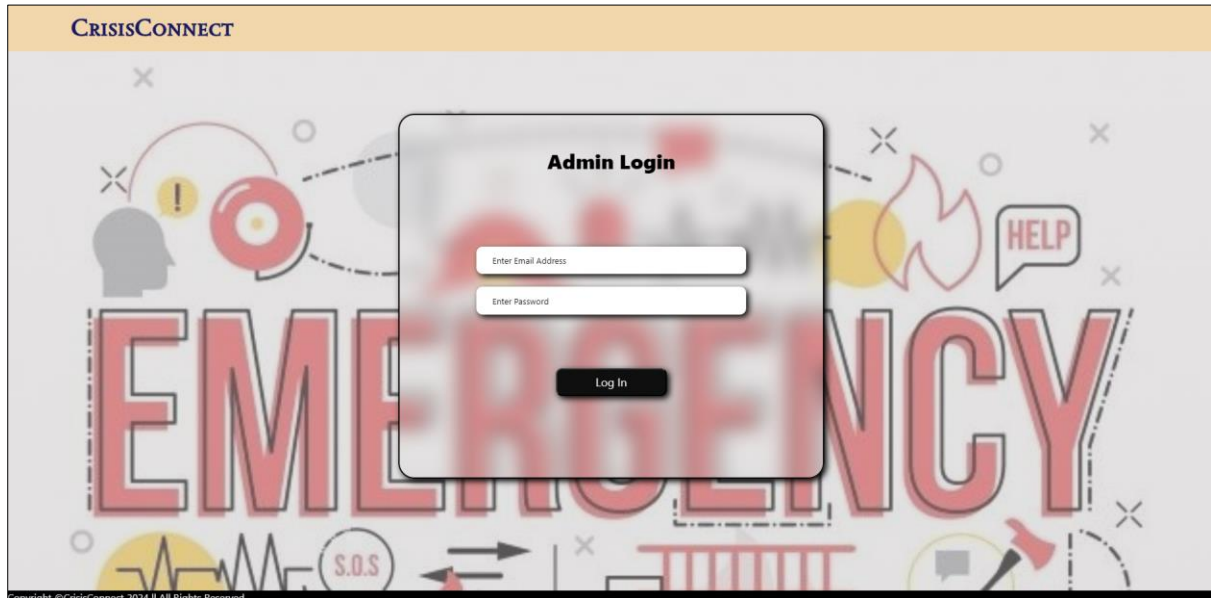 CRISISCONNECT
Admin Login
!
HELP
Enter Email Address
Enter Password
EMERGENCY
Log In
S.O.S
Copyright ©CrisisConnect 2024 || All Rights Reserved